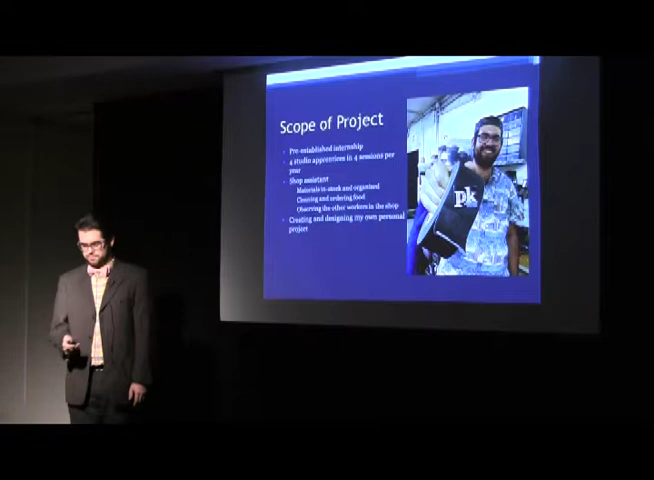 Scope of Project
Pre-established internship
4 studio apprentices in 4 sessions per
year
Shop assistant
Materials in-stock and organized
Cleaning and ordering food
Observing the other workers in the shop
Creating and designing my own personal
project
pk